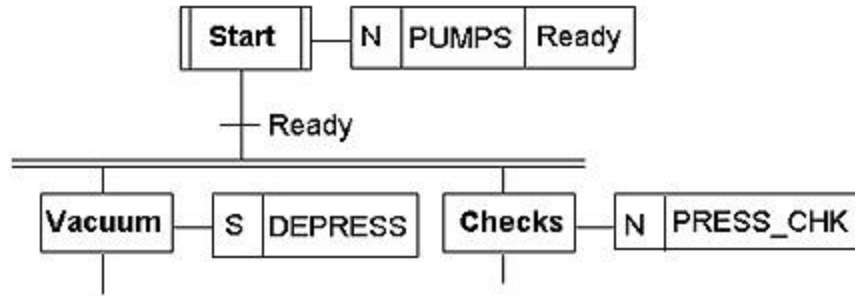 Start N PUMPS Ready
Ready
Vacuum S DEPRESS Checks N PRESS_CHK